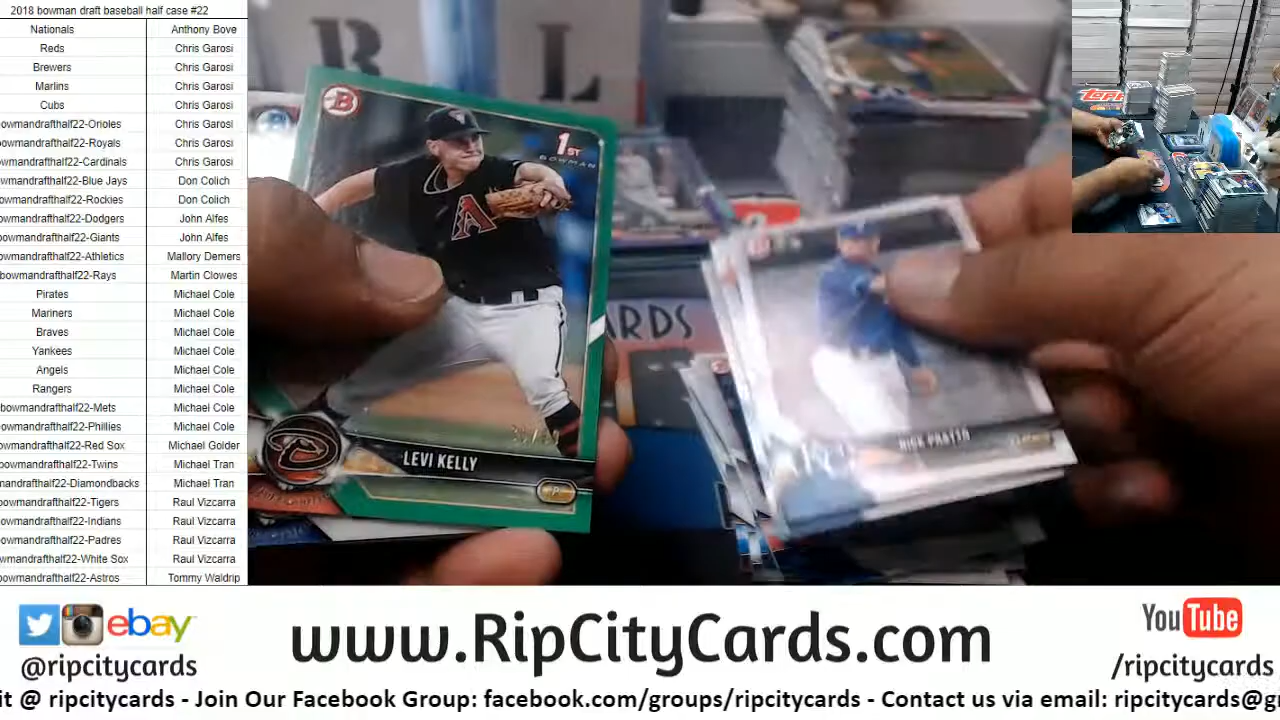 2018 bowman draft baseball half case #22
Nationals Anthony Bove
Reds Chris Garosi
Brewers Chris Garosi
Marlins Chris Garosi
Cubs Chris Garosi
owmandrafthalf22-Orioles Chris Garosi
owmandrafthalf22-Royals Chris Garosi
owmandrafthalf22-Cardinals Chris Garosi
owmandrafthalf22-Blue Jays Don Colich
owmandrafthalf22-Rockies Don Colich
owmandrafthalf22-Dodgers John Alfes
owmandrafthalf22-Giants John Alfes
owmandrafthalf22-Athletics Mallory Demers
bowmandrafthalf22-Rays Martin Clowes
Pirates Michael Cole
Mariners Michael Cole
Braves Michael Cole
Yankees Michael Cole
Angels Michael Cole
Rangers Michael Cole
bowmandrafthalf22-Mets Michael Cole
owmandrafthalf22-Phillies Michael Cole
owmandrafthalf22-Red Sox Michael Golder
owmandrafthalf22-Twins Michael Tran
mandrafthalf22-Diamondbacks Michael Tran
owmandrafthalf22-Tigers Raul Vizcarra
owmandrafthalf22-Indians Raul Vizcarra
owmandrafthalf22-Padres Raul Vizcarra
wmandrafthalf22-White Sox Raul Vizcarra
owmandrafthalf22-Astros Tommy Waldrip
B
1ST
BOWMAN
A
LEVI KELLY
P
R L
ARDS
TOPPS
ebay
@ripcitycards
www.RipCityCards.com
YouTube
/ripcitycards
it @ ripcitycards - Join Our Facebook Group: facebook.com/groups/ripcitycards - Contact us via email: ripcitycards@g